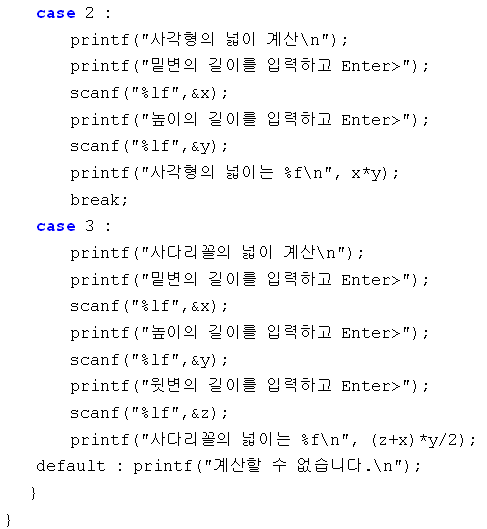 case 2 :
printf("사각형의 넓이 계산\n");
printf("밑변의 길이를 입력하고 Enter>");
scanf("%lf",&x);
printf("높이의 길이를 입력하고 Enter>");
scanf("%lf",&y);
printf("사각형의 넓이는 %f\n", x*y);
break;
case 3 :
printf("사다리꼴의 넓이 계산\n");
printf("밑변의 길이를 입력하고 Enter>");
scanf("%lf",&x);
printf("높이의 길이를 입력하고 Enter>");
scanf("%lf",&y);
printf("윗변의 길이를 입력하고 Enter>");
scanf("%lf",&z);
printf("사다리꼴의 넓이는 %f\n", (z+x)*y/2);
default : printf("계산할 수 없습니다.\n");
}
}